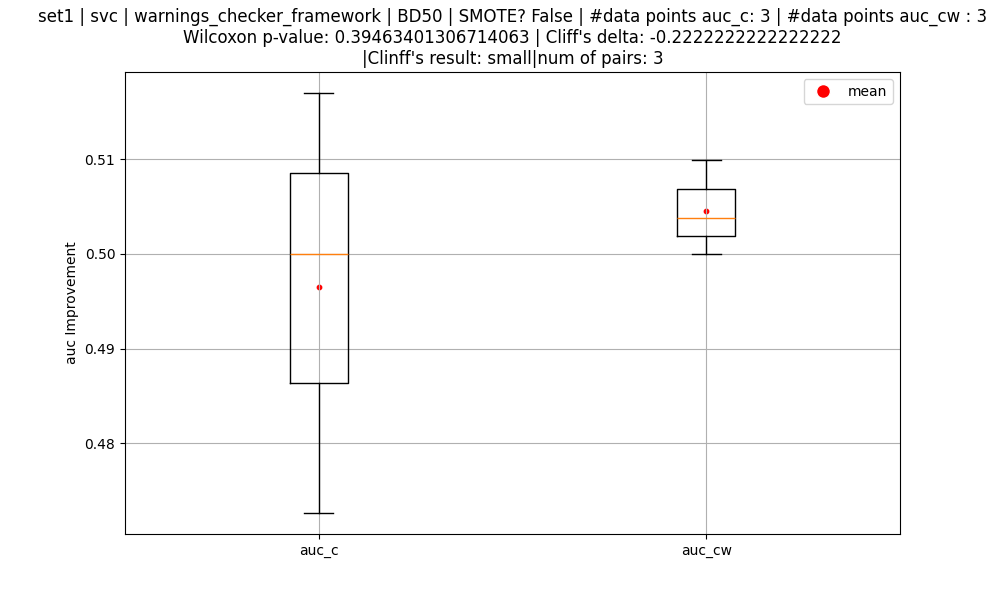 set1 | svc | warnings_checker_framework | BD50 | SMOTE? False | #data points auc_c: 3 | #data points auc_cw : 3
Wilcoxon p-value: 0.39463401306714063 | Cliff's delta: -0.2222222222222222
|Clinff's result: small|num of pairs: 3
mean
0.51
0.50
0.49
0.48
auc Improvement
auc_c
auc_cw